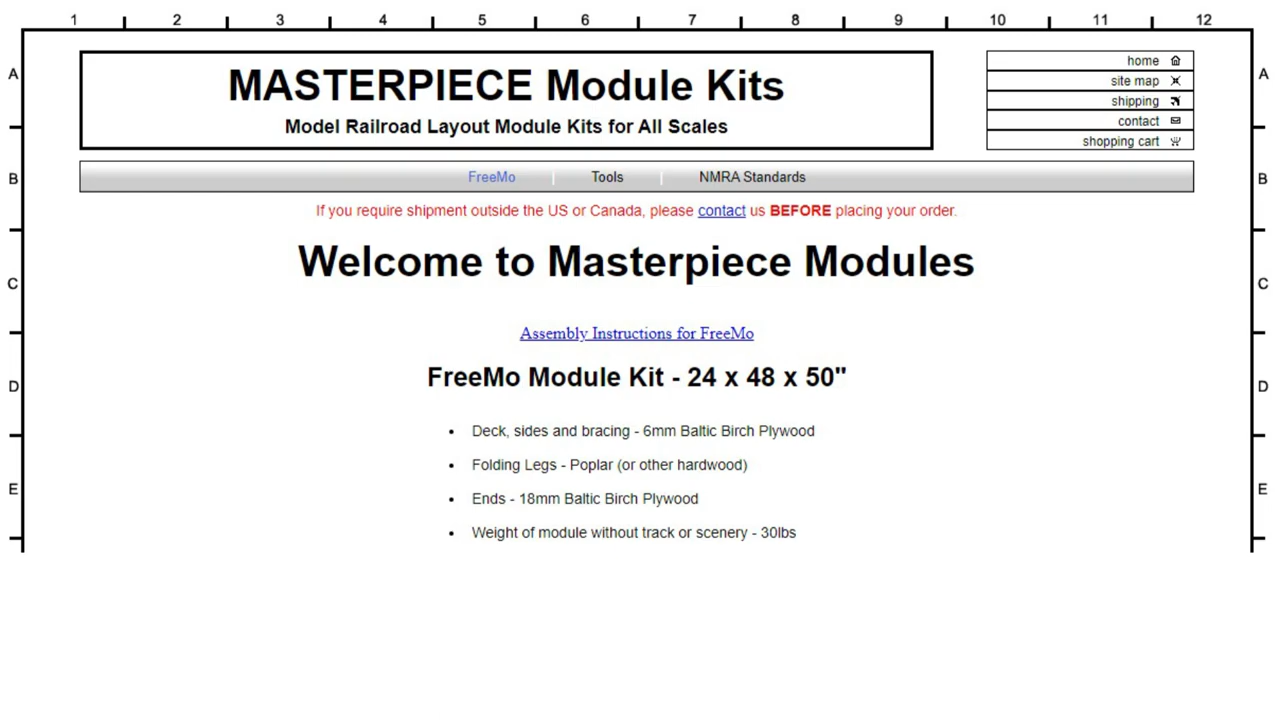 1 2 3 4 5 6 7 8 9 10 11 12
MASTERPIECE Module Kits
Model Railroad Layout Module Kits for All Scales
home
site map
shipping
contact
shopping cart
A A
FreeMo Tools NMRA Standards
B B
If you require shipment outside the US or Canada, please contact us BEFORE placing your order.
Welcome to Masterpiece Modules
C C
Assembly Instructions for FreeMo
FreeMo Module Kit - 24 x 48 x 50"
D D
• Deck, sides and bracing - 6mm Baltic Birch Plywood
• Folding Legs - Poplar (or other hardwood)
E E
• Ends - 18mm Baltic Birch Plywood
• Weight of module without track or scenery - 30lbs